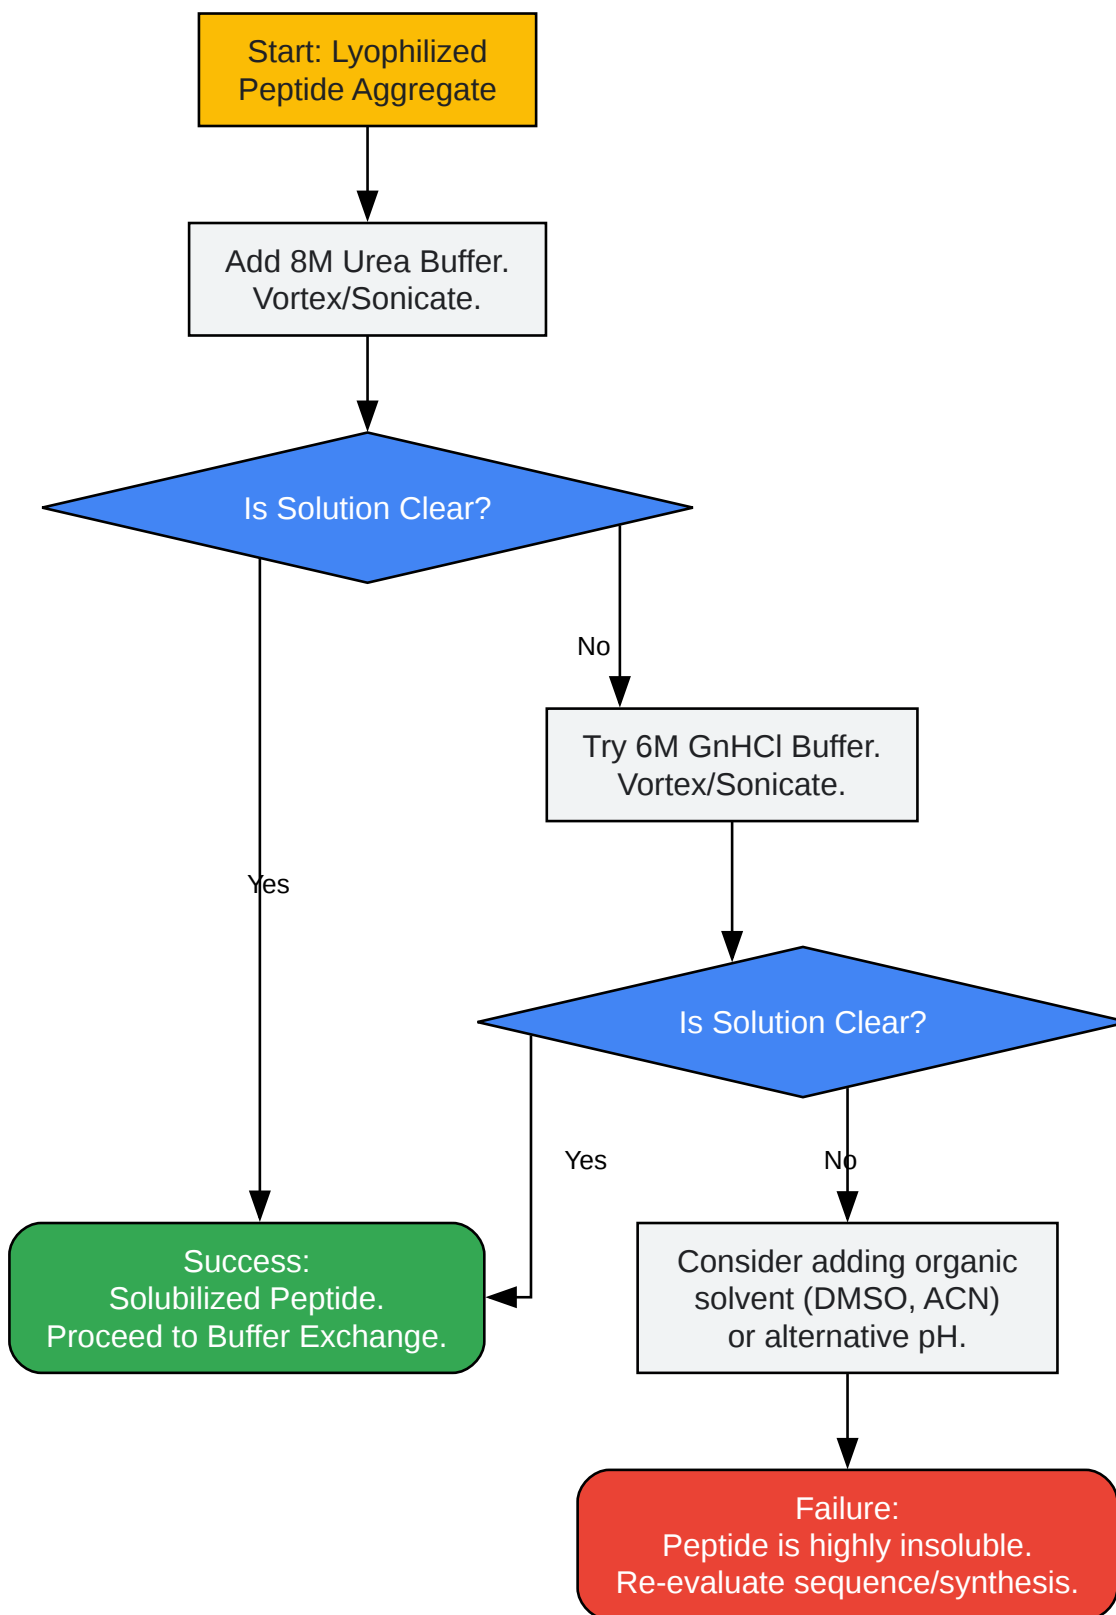 Start: Lyophilized
Peptide Aggregate
Add 8M Urea Buffer.
Vortex/Sonicate.
Is Solution Clear?
No
Try 6M GnHCl Buffer.
Vortex/Sonicate.
Yes
Is Solution Clear?
Yes
No
Success:
Solubilized Peptide.
Proceed to Buffer Exchange.
Consider adding organic
solvent (DMSO, ACN)
or alternative pH.
Failure:
Peptide is highly insoluble.
Re-evaluate sequence/synthesis.